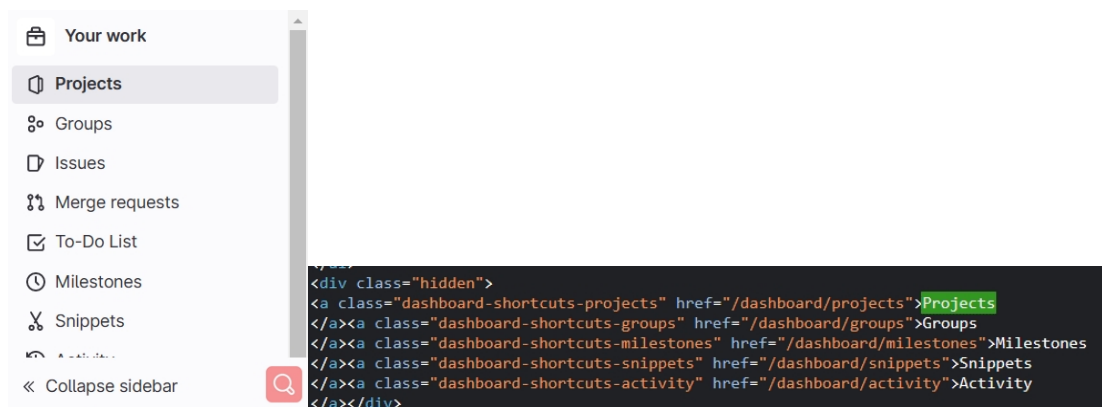 Your work
Projects
Groups
Issues
Merge requests
To-Do List
Milestones
Snippets
Activity
« Collapse sidebar
<div class="hidden">
<a class="dashboard-shortcuts-projects" href="/dashboard/projects">Projects
</a><a class="dashboard-shortcuts-groups" href="/dashboard/groups">Groups
</a><a class="dashboard-shortcuts-milestones" href="/dashboard/milestones">Milestones
</a><a class="dashboard-shortcuts-snippets" href="/dashboard/snippets">Snippets
</a><a class="dashboard-shortcuts-activity" href="/dashboard/activity">Activity
</a></div>